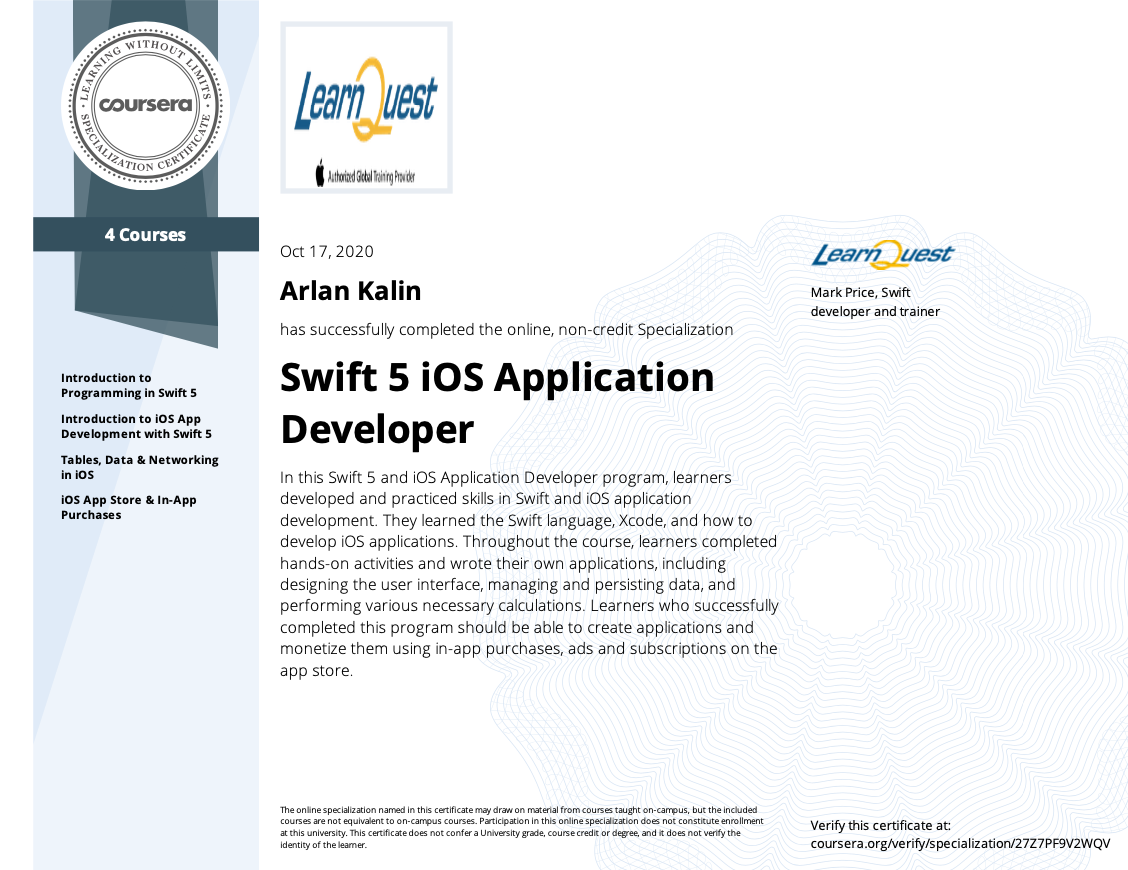 LEARNING WITHOUT LIMITS
coursera
SPECIALIZATION CERTIFICATE
4 Courses
Introduction to
Programming in Swift 5
Introduction to iOS App
Development with Swift 5
Tables, Data & Networking
in iOS
iOS App Store & In-App
Purchases
LearnQuest
Authorized Global Training Provider
Oct 17, 2020
Arlan Kalin
has successfully completed the online, non-credit Specialization
Swift 5 iOS Application
Developer
In this Swift 5 and iOS Application Developer program, learners
developed and practiced skills in Swift and iOS application
development. They learned the Swift language, Xcode, and how to
develop iOS applications. Throughout the course, learners completed
hands-on activities and wrote their own applications, including
designing the user interface, managing and persisting data, and
performing various necessary calculations. Learners who successfully
completed this program should be able to create applications and
monetize them using in-app purchases, ads and subscriptions on the
app store.
LearnQuest
Mark Price, Swift
developer and trainer
The online specialization named in this certificate may draw on material from courses taught on-campus, but the included
courses are not equivalent to on-campus courses. Participation in this online specialization does not constitute enrollment
at this university. This certificate does not confer a University grade, course credit or degree, and it does not verify the
identity of the learner.
Verify this certificate at:
coursera.org/verify/specialization/27Z7PF9V2WQV